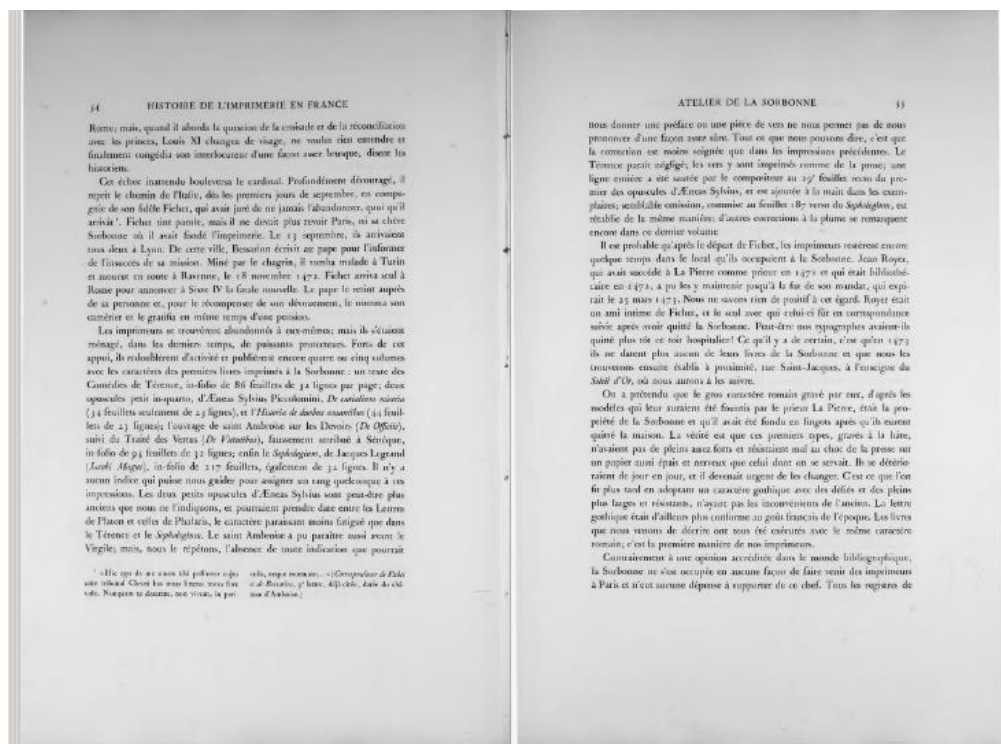 54 HISTOIRE DE L'IMPRIMERIE EN FRANCE
Rome; mais, quand il aborda la question de la croisade et de la réconciliation
avec les princes, Louis XI changea de visage, ne voulut rien entendre et
finalement congédia son interlocuteur d'une façon assez brusque, disent les
historiens.
Cet échec inattendu bouleversa le cardinal. Profondément découragé, il
reprit le chemin de l'Italie, dès les premiers jours de septembre, en compa-
gnie de son fidèle Fichet, qui avait juré de ne jamais l'abandonner, quoi qu'il
arrivât ¹. Fichet tint parole, mais il ne devait plus revoir Paris, ni sa chère
Sorbonne où il avait fondé l'imprimerie. Le 13 septembre, ils arrivaient
tous deux à Lyon. De cette ville, Bessarion écrivit au pape pour l'informer
de l'insuccès de sa mission. Miné par le chagrin, il tomba malade à Turin
et mourut en route à Ravenne, le 18 novembre 1472. Fichet arriva seul à
Rome pour annoncer à Sixte IV la fatale nouvelle. Le pape le retint auprès
de sa personne et, pour le récompenser de son dévouement, le nomma son
camérier et le gratifia en même temps d'une pension.
Les imprimeurs se trouvèrent abandonnés à eux-mêmes; mais ils s'étaient
ménagé, dans les derniers temps, de puissants protecteurs. Forts de cet
appui, ils redoublèrent d'activité et publièrent encore quatre ou cinq volumes
avec les caractères des premiers livres imprimés à la Sorbonne : un texte des
Comédies de Térence, in-folio de 86 feuillets de 32 lignes par page; deux
opuscules petit in-quarto, d'Æneas Sylvius Piccolomini, De curialium miseria
(34 feuillets seulement de 23 lignes), et l'Historia de duobus amantibus (44 feuil-
lets de 23 lignes); l'ouvrage de saint Ambroise sur les Devoirs (De Officiis),
suivi du Traité des Vertus (De Virtutibus), faussement attribué à Sénèque,
in-folio de 94 feuillets de 32 lignes; enfin le Sophologium, de Jacques Legrand
(Jacobi Magni), in-folio de 217 feuillets, également de 32 lignes. Il n'y a
aucun indice qui puisse nous guider pour assigner un rang quelconque à ces
impressions. Les deux petits opuscules d'Æneas Sylvius sont peut-être plus
anciens que nous ne l'indiquons, et pourraient prendre date entre les Lettres
de Platon et celles de Phalaris, le caractère paraissant moins fatigué que dans
le Térence et le Sophologium. Le saint Ambroise a pu paraître aussi avant le
Virgile; mais, nous le répétons, l'absence de toute indication que pourrait
ATELIER DE LA SORBONNE 55
nous donner une préface ou une pièce de vers ne nous permet pas de nous
prononcer d'une façon assez sûre. Tout ce que nous pouvons dire, c'est que
la correction est moins soignée que dans les impressions précédentes. Le
Térence paraît négligé; les vers y sont imprimés comme de la prose; une
ligne entière a été sautée par le compositeur au 29ᵉ feuillet recto du pre-
mier des opuscules d'Æneas Sylvius, et est ajoutée à la main dans les exem-
plaires; semblable omission, commise au feuillet 187 verso du Sophologium, est
rétablie de la même manière; d'autres corrections à la plume se remarquent
encore dans ce dernier volume
Il est probable qu'après le départ de Fichet, les imprimeurs restèrent encore
quelque temps dans le local qu'ils occupaient à la Sorbonne. Jean Royer,
qui avait succédé à La Pierre comme prieur en 1471 et qui était bibliothé-
caire en 1472, a pu les y maintenir jusqu'à la fin de son mandat, qui expi-
rait le 25 mars 1473. Nous ne savons rien de positif à cet égard. Royer était
un ami intime de Fichet, et le seul avec qui celui-ci fût en correspondance
suivie après avoir quitté la Sorbonne. Peut-être nos typographes avaient-ils
quitté plus tôt ce toit hospitalier? Ce qu'il y a de certain, c'est qu'en 1473
ils ne datent plus aucun de leurs livres de la Sorbonne et que nous les
trouverons ensuite établis à proximité, rue Saint-Jacques, à l'enseigne du
Soleil d'Or, où nous aurons à les suivre.
On a prétendu que le gros caractère romain gravé par eux, d'après les
modèles qui leur auraient été fournis par le prieur La Pierre, était la pro-
priété de la Sorbonne et qu'il avait été fondu en lingots après qu'ils eurent
quitté la maison. La vérité est que ces premiers types, gravés à la hâte,
n'avaient pas de pleins assez forts et résistaient mal au choc de la presse sur
un papier aussi épais et nerveux que celui dont on se servait. Ils se détério-
raient de jour en jour, et il devenait urgent de les changer. C'est ce que l'on
fit plus tard en adoptant un caractère gothique avec des déliés et des pleins
plus larges et résistants, n'ayant pas les inconvénients de l'ancien. La lettre
gothique était d'ailleurs plus conforme au goût français de l'époque. Les livres
que nous venons de décrire ont tous été exécutés avec le même caractère
romain; c'est la première manière de nos imprimeurs.
Contrairement à une opinion accréditée dans le monde bibliographique,
la Sorbonne ne s'est occupée en aucune façon de faire venir des imprimeurs
à Paris et n'eut aucune dépense à supporter de ce chef. Tous les registres de